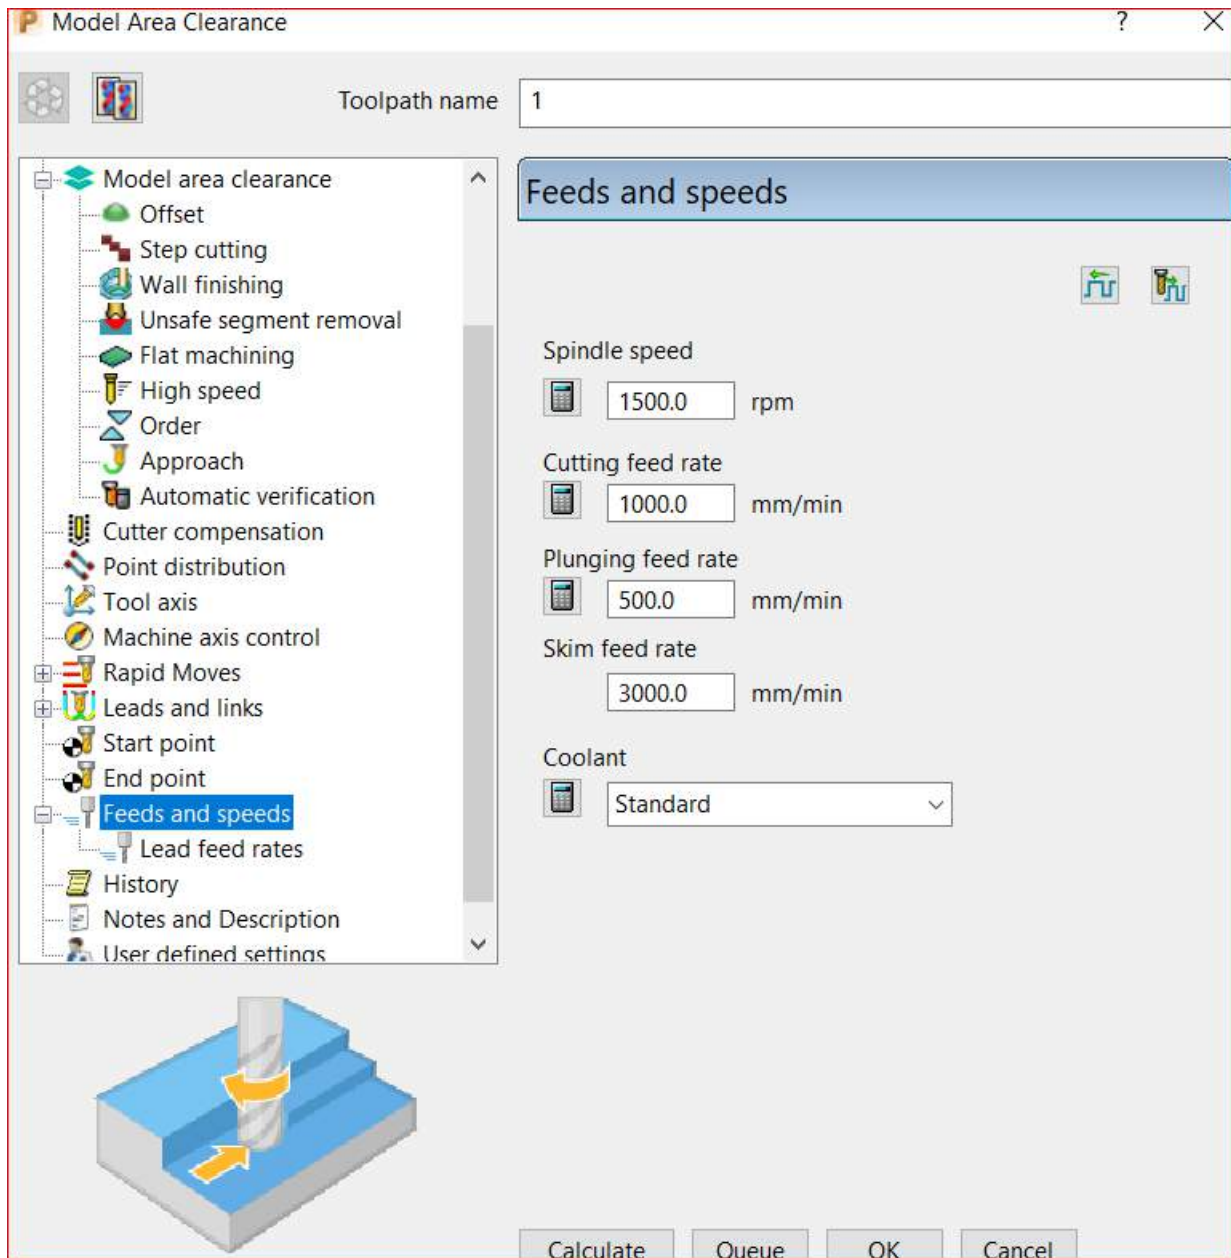 Model Area Clearance
Toolpath name 1
Model area clearance
Offset
Step cutting
Wall finishing
Unsafe segment removal
Flat machining
High speed
Order
Approach
Automatic verification
Cutter compensation
Point distribution
Tool axis
Machine axis control
Rapid Moves
Leads and links
Start point
End point
Feeds and speeds
Lead feed rates
History
Notes and Description
User defined settings
Feeds and speeds
Spindle speed
1500.0 rpm
Cutting feed rate
1000.0 mm/min
Plunging feed rate
500.0 mm/min
Skim feed rate
3000.0 mm/min
Coolant
Standard
Calculate Queue OK Cancel